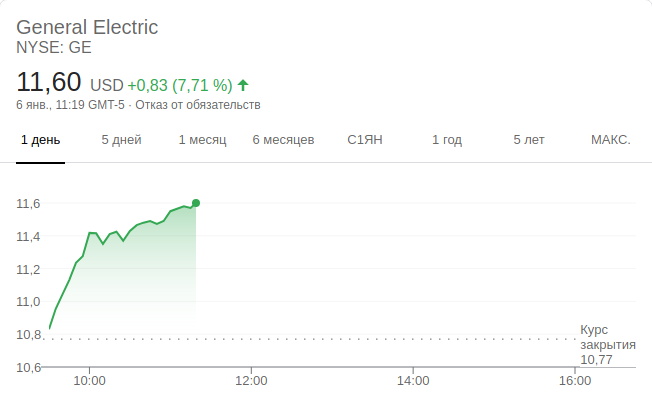 General Electric
NYSE: GE
11,60 USD +0,83 (7,71 %) ↑
6 янв., 11:19 GMT-5 · Отказ от обязательств
1 день 5 дней 1 месяц 6 месяцев С1ЯН 1 год 5 лет МАКС.
11,6
11,4
11,2
11,0
10,8
10,6
Курс
закрытия
10,77
10:00 12:00 14:00 16:00